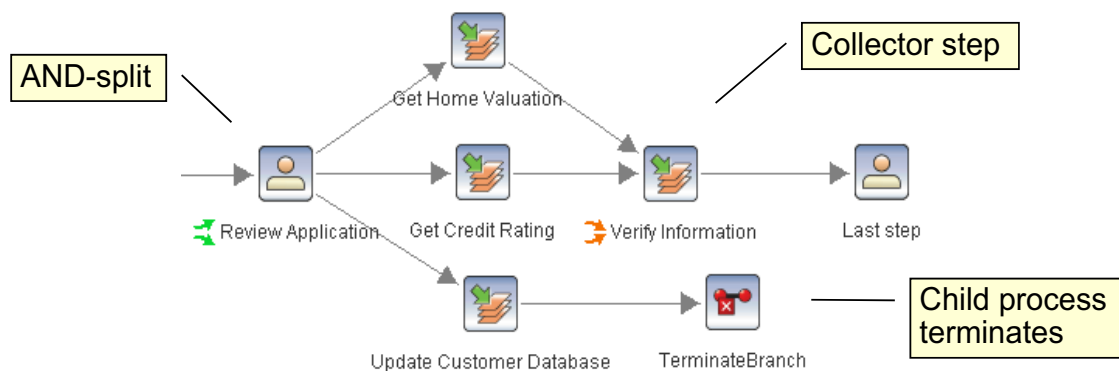 AND-split
Collector step
Get Home Valuation
Review Application
Get Credit Rating
Verify Information
Last step
Child process
terminates
Update Customer Database
TerminateBranch